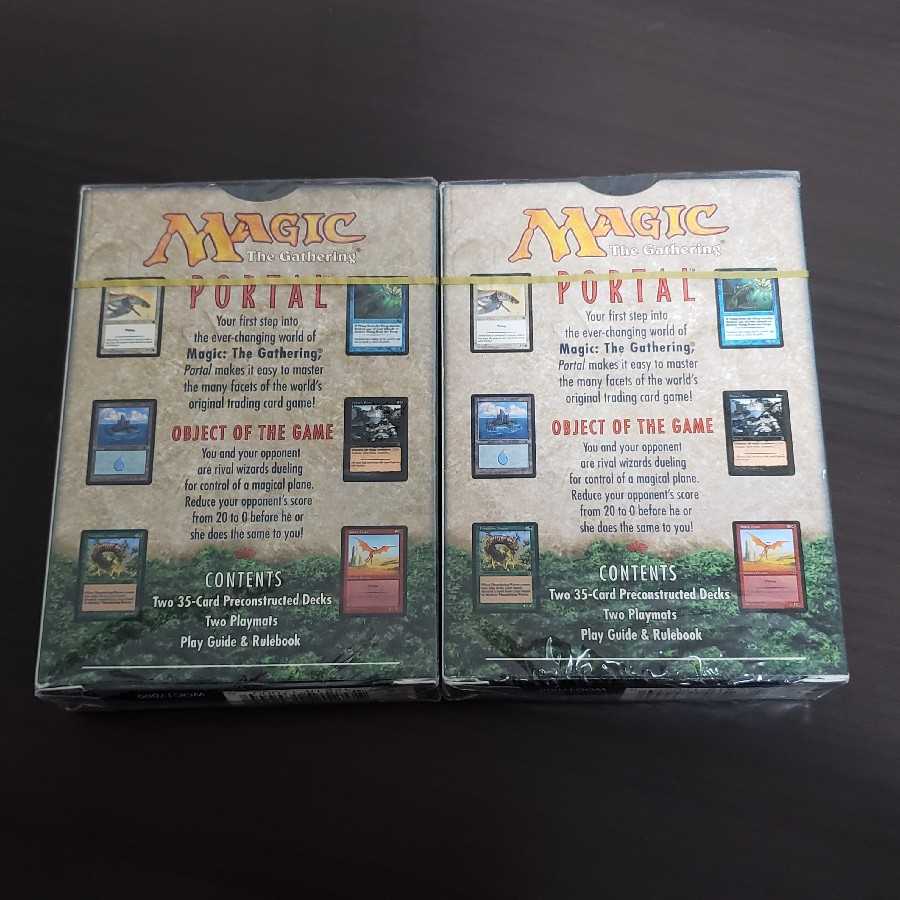 MAGIC
The Gathering®
PORTAL
Your first step into
the ever-changing world of
Magic: The Gathering,®
Portal makes it easy to master
the many facets of the world's
original trading card game!
OBJECT OF THE GAME
You and your opponent
are rival wizards dueling
for control of a magical plane.
Reduce your opponent's score
from 20 to 0 before he or
she does the same to you!
CONTENTS
Two 35-Card Preconstructed Decks
Two Playmats
Play Guide & Rulebook
MAGIC
The Gathering®
PORTAL™
Your first step into
the ever-changing world of
Magic: The Gathering,®
Portal makes it easy to master
the many facets of the world's
original trading card game!
OBJECT OF THE GAME
You and your opponent
are rival wizards dueling
for control of a magical plane.
Reduce your opponent's score
from 20 to 0 before he or
she does the same to you!
CONTENTS
Two 35-Card Preconstructed Decks
Two Playmats
Play Guide & Rulebook